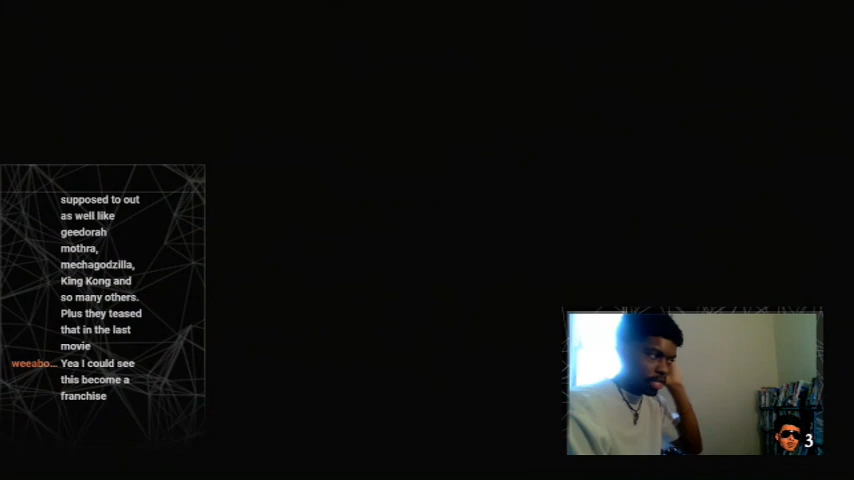 supposed to out
as well like
geedorah
mothra,
mechagodzilla,
King Kong and
so many others.
Plus they teased
that in the last
movie
weeabo... Yea I could see
this become a
franchise
3